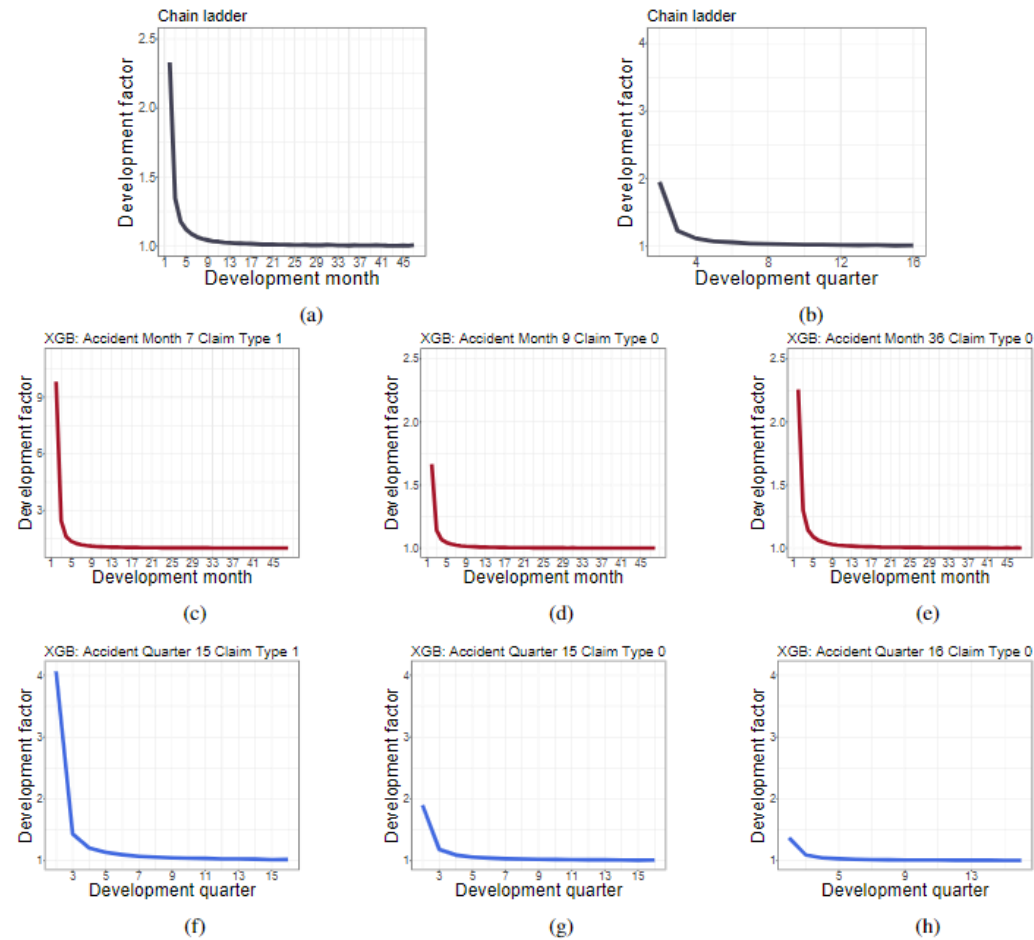 Chain ladder
Development factor
2.5
2.0
1.5
1.0
1 5 9 13 17 21 25 29 33 37 41 45
Development month
(a)
Chain ladder
Development factor
4
3
2
1
4 8 12 16
Development quarter
(b)
XGB: Accident Month 7 Claim Type 1
Development factor
9
6
3
1 5 9 13 17 21 25 29 33 37 41 45
Development month
(c)
XGB: Accident Month 9 Claim Type 0
Development factor
2.5
2.0
1.5
1.0
1 5 9 13 17 21 25 29 33 37 41 45
Development month
(d)
XGB: Accident Month 36 Claim Type 0
Development factor
2.5
2.0
1.5
1.0
1 5 9 13 17 21 25 29 33 37 41 45
Development month
(e)
XGB: Accident Quarter 15 Claim Type 1
Development factor
4
3
2
1
3 5 7 9 11 13 15
Development quarter
(f)
XGB: Accident Quarter 15 Claim Type 0
Development factor
4
3
2
1
3 5 7 9 11 13 15
Development quarter
(g)
XGB: Accident Quarter 16 Claim Type 0
Development factor
4
3
2
1
5 9 13
Development quarter
(h)